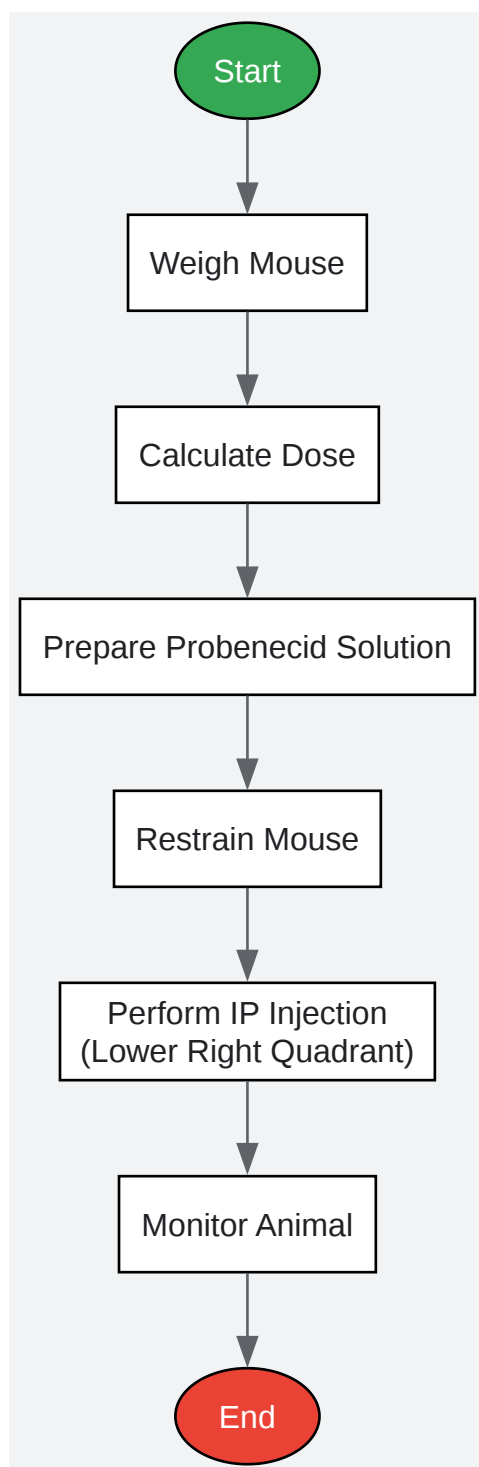 Start
Weigh Mouse
Calculate Dose
Prepare Probenecid Solution
Restrain Mouse
Perform IP Injection
(Lower Right Quadrant)
Monitor Animal
End